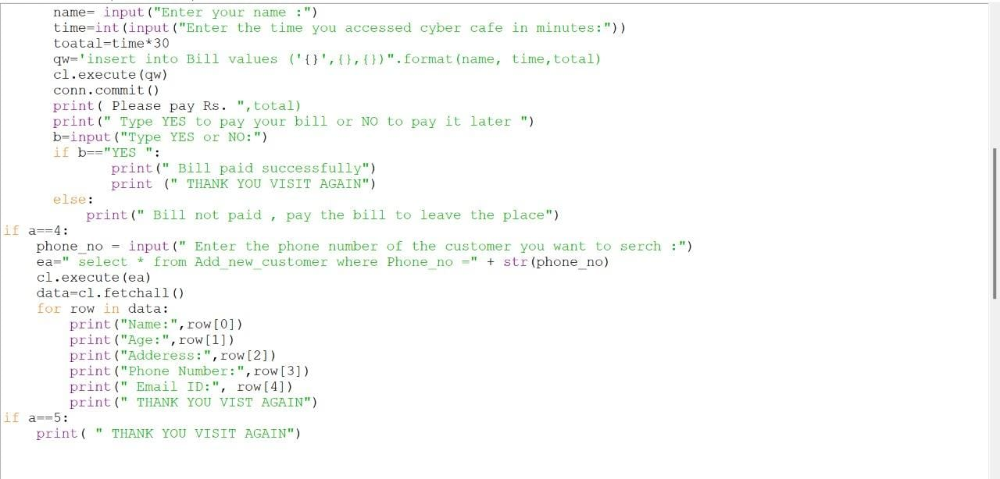 name= input("Enter your name :")
time=int(input("Enter the time you accessed cyber cafe in minutes:"))
toatal=time*30
qw='insert into Bill values ('{}',{},{})".format(name, time,total)
cl.execute(qw)
conn.commit()
print( Please pay Rs. ",total)
print(" Type YES to pay your bill or NO to pay it later ")
b=input("Type YES or NO:")
if b=="YES ":
print(" Bill paid successfully")
print (" THANK YOU VISIT AGAIN")
else:
print(" Bill not paid , pay the bill to leave the place")
if a==4:
phone_no = input(" Enter the phone number of the customer you want to serch :")
ea=" select * from Add_new_customer where Phone_no =" + str(phone_no)
cl.execute(ea)
data=cl.fetchall()
for row in data:
print("Name:",row[0])
print("Age:",row[1])
print("Adderess:",row[2])
print("Phone Number:",row[3])
print(" Email ID:", row[4])
print(" THANK YOU VIST AGAIN")
if a==5:
print( " THANK YOU VISIT AGAIN")